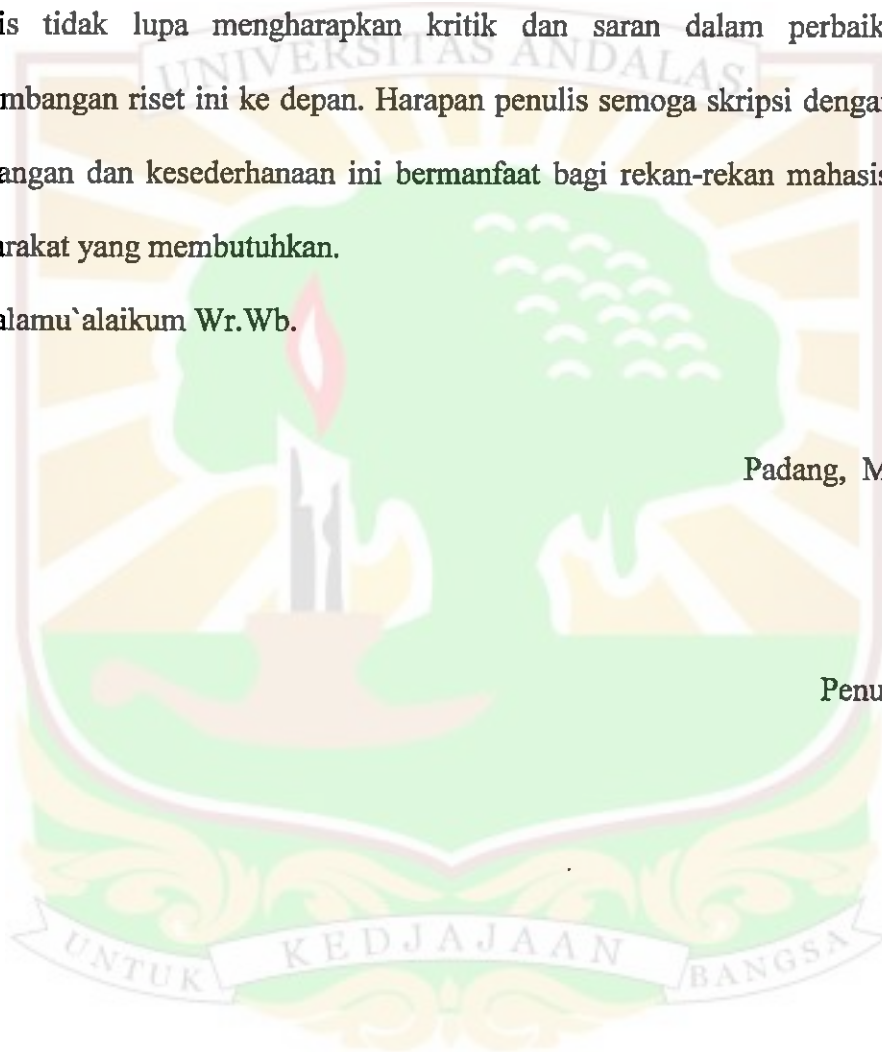 is tidak lupa mengharapkan kritik dan saran dalam perbaik
UNIVERSITAS ANDALAS
mbangan riset ini ke depan. Harapan penulis semoga skripsi dengan
angan dan kesederhanaan ini bermanfaat bagi rekan-rekan mahasis
arakat yang membutuhkan.
alamu`alaikum Wr.Wb.
Padang, M
Penu
UNTUK KEDJAJAAN BANGSA